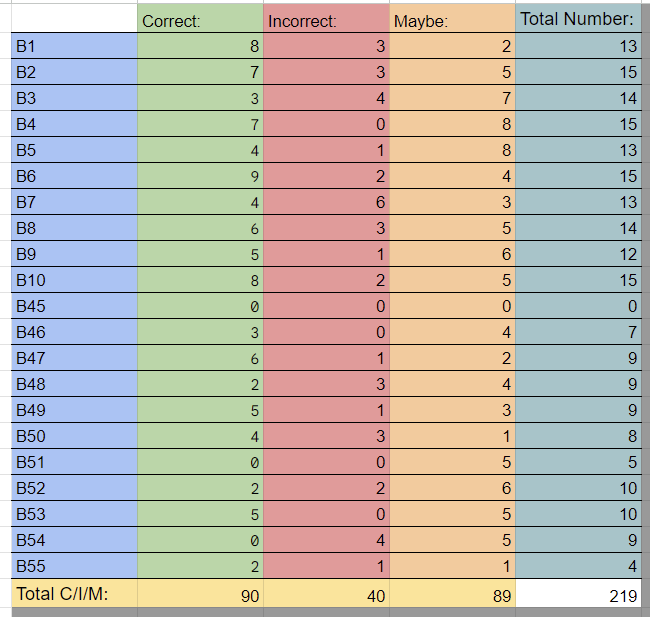 Correct: Incorrect: Maybe: Total Number:
B1 8 3 2 13
B2 7 3 5 15
B3 3 4 7 14
B4 7 0 8 15
B5 4 1 8 13
B6 9 2 4 15
B7 4 6 3 13
B8 6 3 5 14
B9 5 1 6 12
B10 8 2 5 15
B45 0 0 0 0
B46 3 0 4 7
B47 6 1 2 9
B48 2 3 4 9
B49 5 1 3 9
B50 4 3 1 8
B51 0 0 5 5
B52 2 2 6 10
B53 5 0 5 10
B54 0 4 5 9
B55 2 1 1 4
Total C/I/M: 90 40 89 219